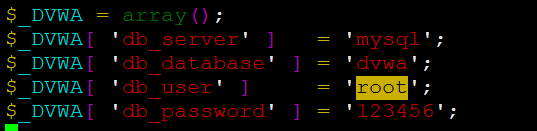 $_DVWA = array();
$_DVWA[ 'db_server' ]   = 'mysql';
$_DVWA[ 'db_database' ] = 'dvwa';
$_DVWA[ 'db_user' ]     = 'root';
$_DVWA[ 'db_password' ] = '123456';